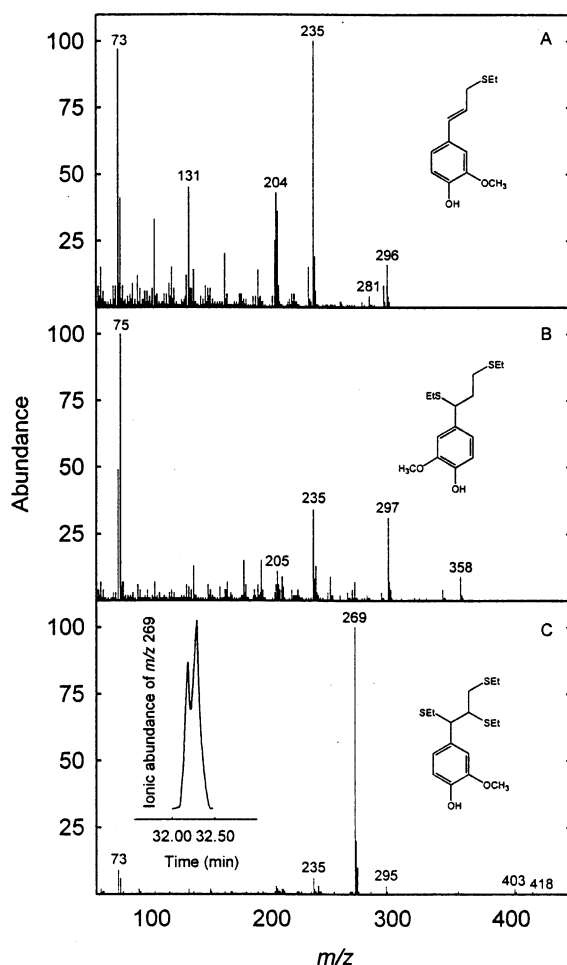 A
100
75
50
25
73
131
204
235
281
296
SEt
OCH₃
OH
B
100
75
50
25
75
205
235
297
358
SEt
EtS
H₃CO
OH
C
100
75
50
25
73
235
269
295
403
418
SEt
SEt
SEt
OCH₃
OH
Ionic abundance of m/z 269
32.00 32.50
Time (min)
Abundance
100 200 300 400
m/z